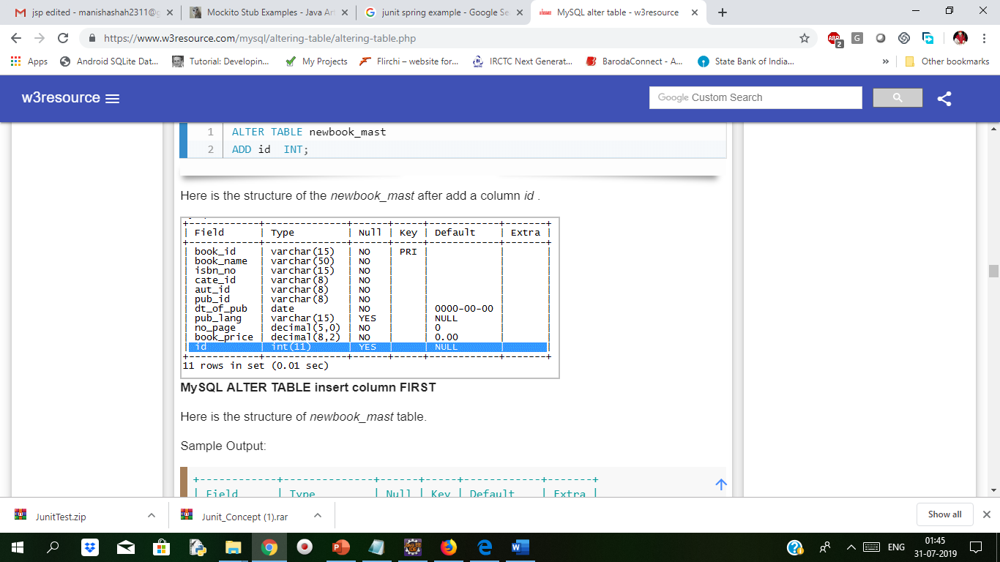 jsp edited - manishashah2311@g
Mockito Stub Examples - Java Art
junit spring example - Google Se
MySQL alter table - w3resource
https://www.w3resource.com/mysql/altering-table/altering-table.php
ABP
2
G
Apps
Android SQLite Dat...
Tutorial: Developin...
My Projects
Flirchi – website for...
IRCTC Next Generat...
BarodaConnect - A...
State Bank of India...
»
Other bookmarks
w3resource
Google Custom Search
1 ALTER TABLE newbook_mast
2 ADD id INT;
Here is the structure of the newbook_mast after add a column id .
+------------+--------------+------+-----+------------+-------+
| Field | Type | Null | Key | Default | Extra |
+------------+--------------+------+-----+------------+-------+
| book_id | varchar(15) | NO | PRI | | |
| book_name | varchar(50) | NO | | | |
| isbn_no | varchar(15) | NO | | | |
| cate_id | varchar(8) | NO | | | |
| aut_id | varchar(8) | NO | | | |
| pub_id | varchar(8) | NO | | | |
| dt_of_pub | date | NO | | 0000-00-00 | |
| pub_lang | varchar(15) | YES | | NULL | |
| no_page | decimal(5,0) | NO | | 0 | |
| book_price | decimal(8,2) | NO | | 0.00 | |
| id | int(11) | YES | | NULL | |
+------------+--------------+------+-----+------------+-------+
11 rows in set (0.01 sec)
MySQL ALTER TABLE insert column FIRST
Here is the structure of newbook_mast table.
Sample Output:
+------------+--------------+------+-----+------------+-------+
| Field | Type | Null | Key | Default | Extra |
JunitTest.zip
Junit_Concept (1).rar
Show all
ENG
01:45
31-07-2019